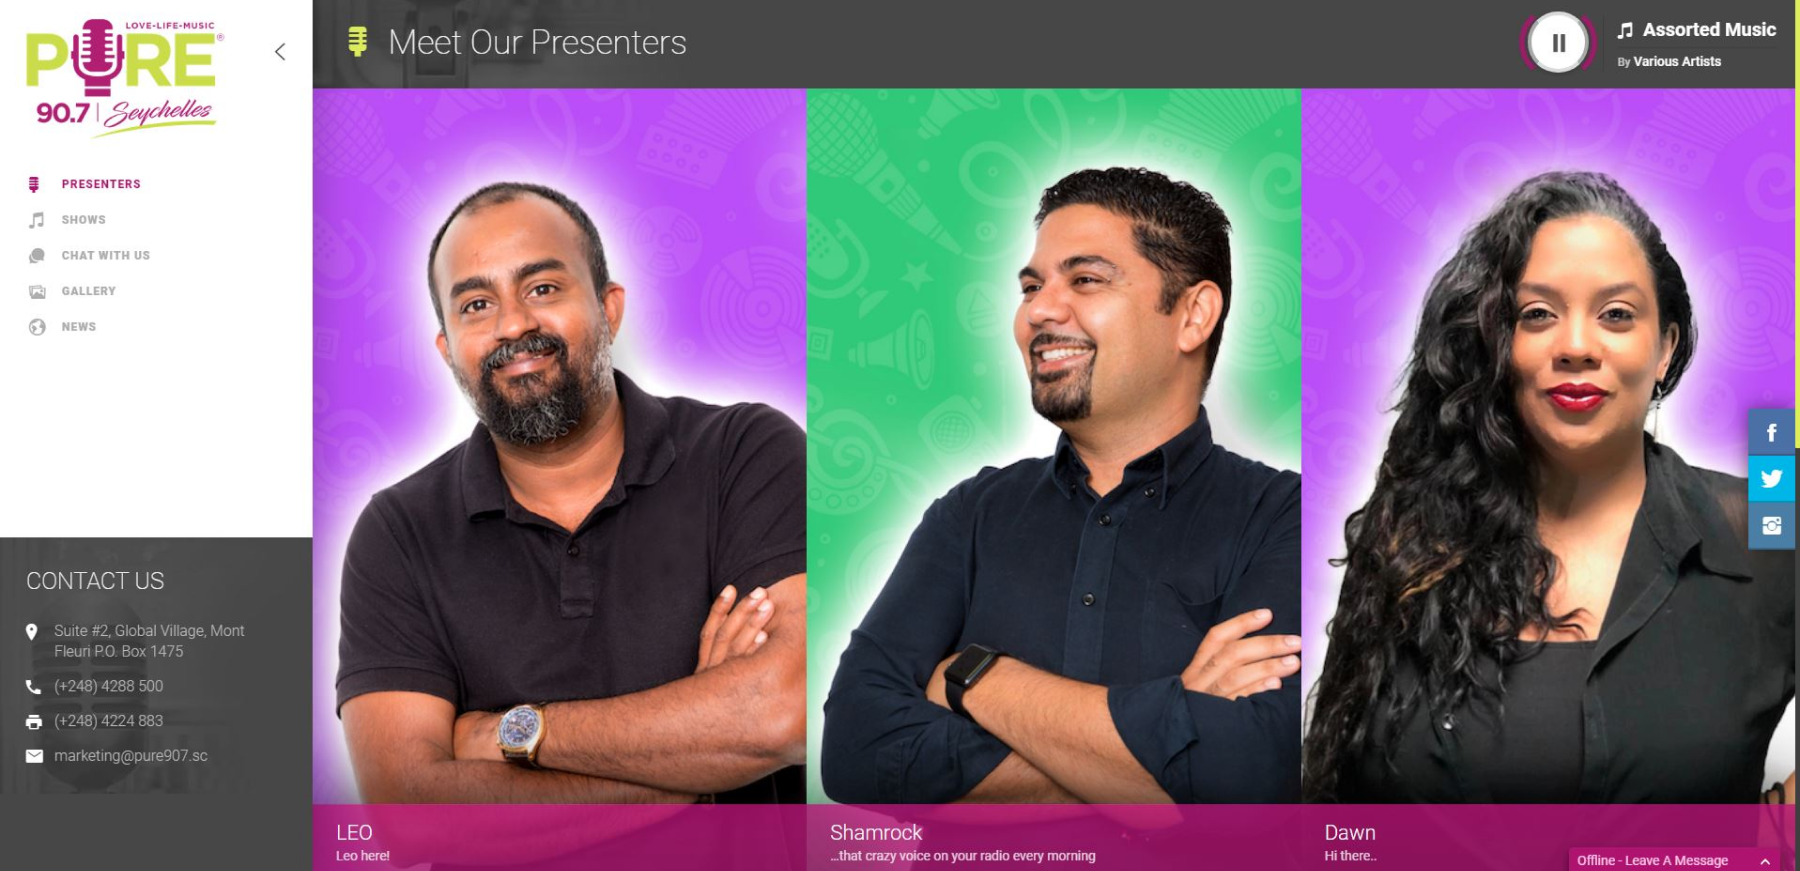 LOVE-LIFE-MUSIC
PURE®
90.7 | Seychelles
PRESENTERS
SHOWS
CHAT WITH US
GALLERY
NEWS
CONTACT US
Suite #2, Global Village, Mont
Fleuri P.O. Box 1475
(+248) 4288 500
(+248) 4224 883
marketing@pure907.sc
Meet Our Presenters
Assorted Music
By Various Artists
LEO
Leo here!
Shamrock
...that crazy voice on your radio every morning
Dawn
Hi there..
Offline - Leave A Message